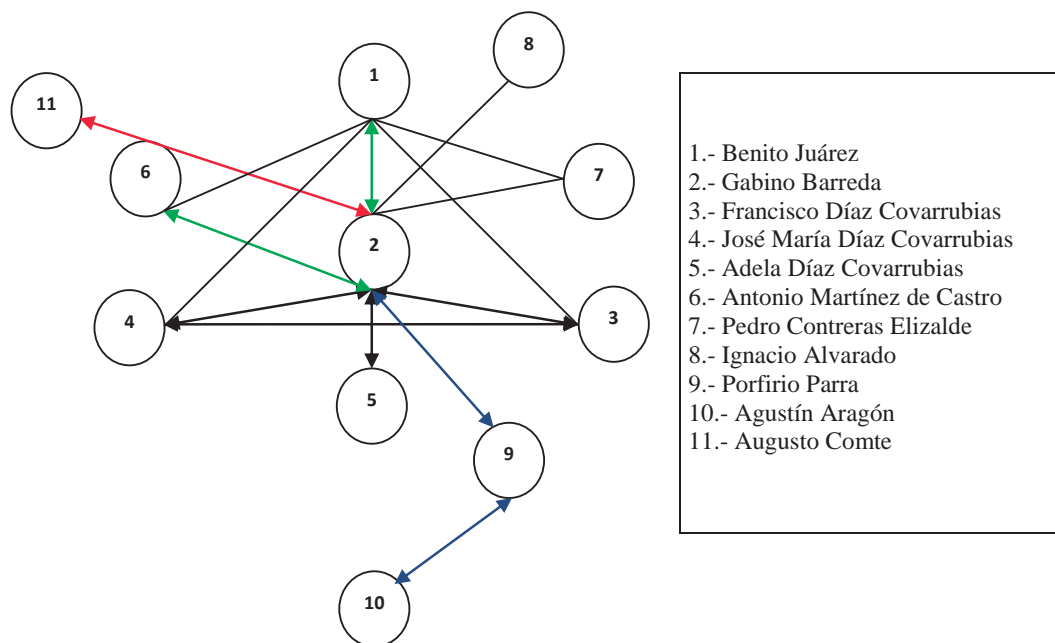 8
1
11
6
7
2
4
3
5
9
10
1.- Benito Juárez
2.- Gabino Barreda
3.- Francisco Díaz Covarrubias
4.- José María Díaz Covarrubias
5.- Adela Díaz Covarrubias
6.- Antonio Martínez de Castro
7.- Pedro Contreras Elizalde
8.- Ignacio Alvarado
9.- Porfirio Parra
10.- Agustín Aragón
11.- Augusto Comte